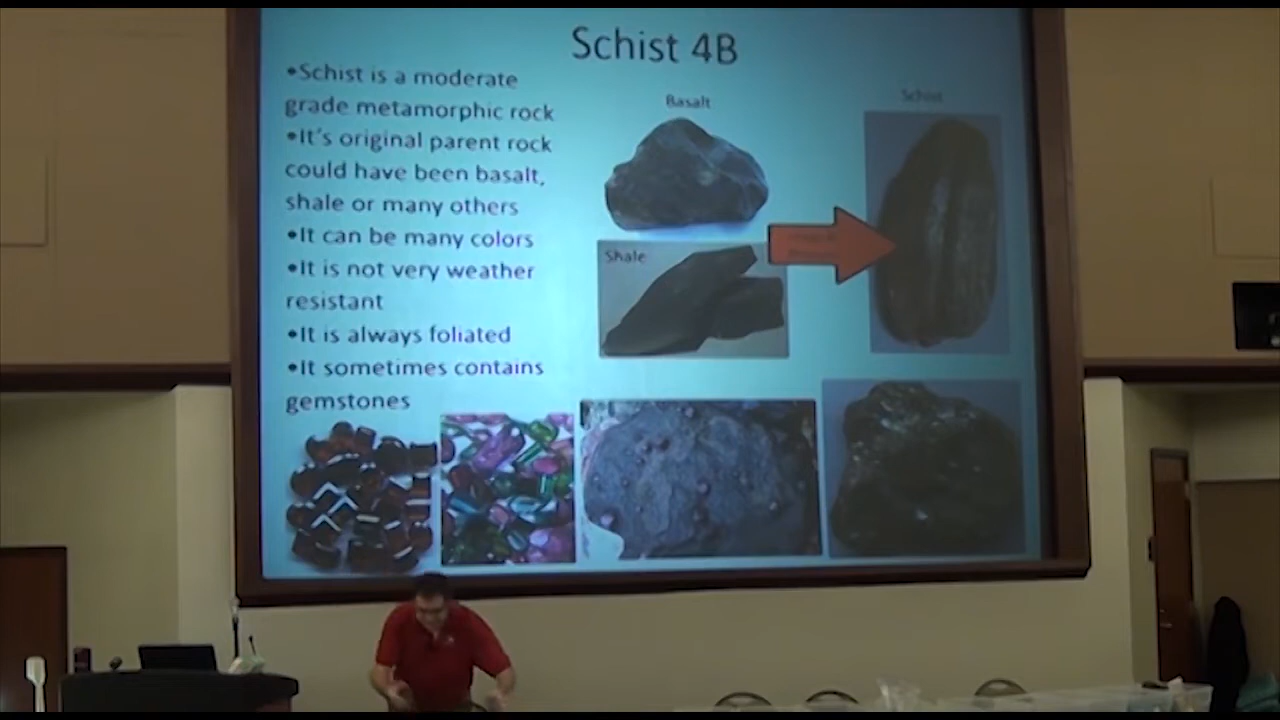 Schist 4B
•Schist is a moderate
grade metamorphic rock
•It's original parent rock
could have been basalt,
shale or many others
•It can be many colors
•It is not very weather
resistant
•It is always foliated
•It sometimes contains
gemstones
Basalt
Schist
Shale